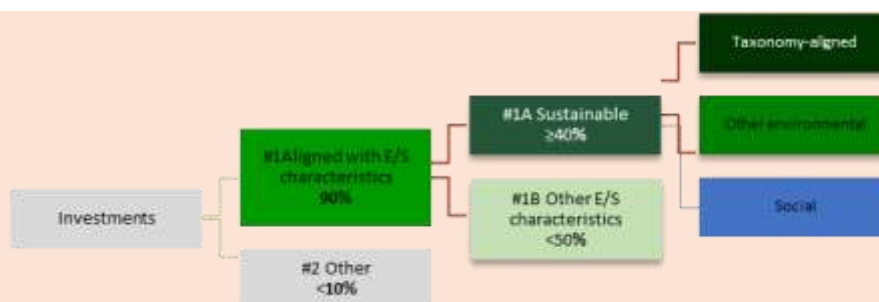 Taxonomy-aligned
#1A Sustainable
≥40%
Other environmental
#1Aligned with E/S
characteristics
90%
#1B Other E/S
characteristics
<50%
Social
Investments
#2 Other
<10%